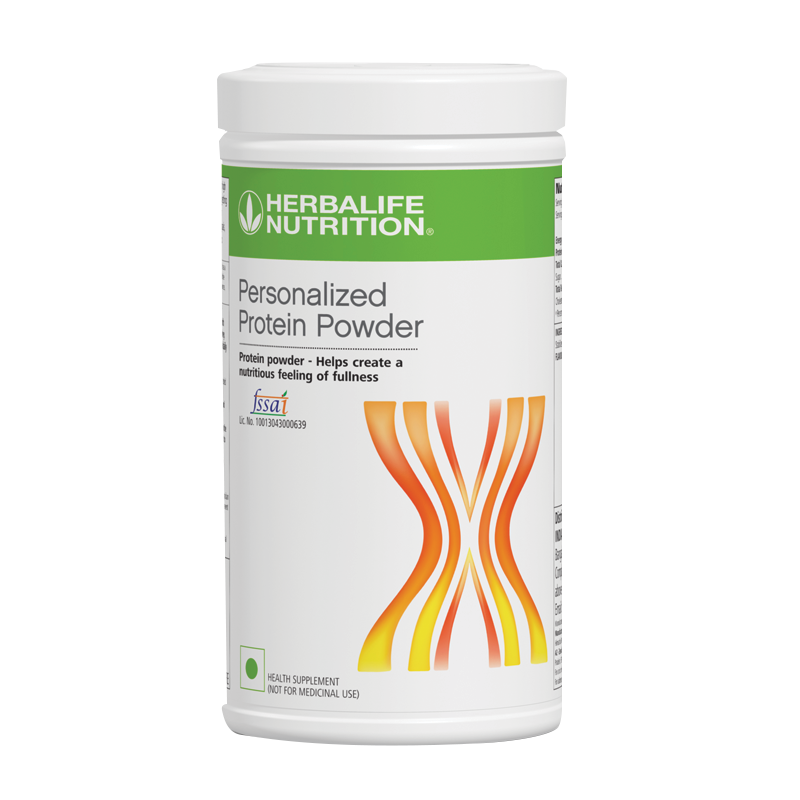 HERBALIFE
NUTRITION®
Personalized
Protein Powder
Protein powder - Helps create a
nutritious feeling of fullness
fssai
Lic. No. 10013043000639
HEALTH SUPPLEMENT
(NOT FOR MEDICINAL USE)